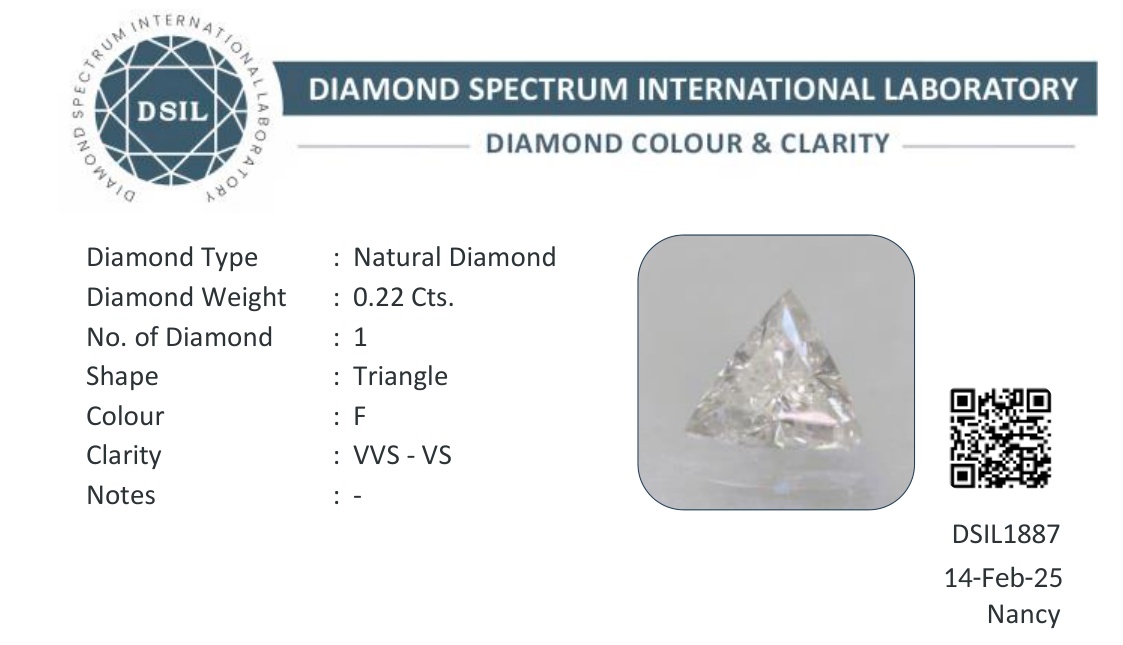 DIAMOND SPECTRUM INTERNATIONAL LABORATORY
DSIL
DIAMOND SPECTRUM INTERNATIONAL LABORATORY
DIAMOND COLOUR & CLARITY
Diamond Type : Natural Diamond
Diamond Weight : 0.22 Cts.
No. of Diamond : 1
Shape : Triangle
Colour : F
Clarity : VVS - VS
Notes : -
DSIL1887
14-Feb-25
Nancy